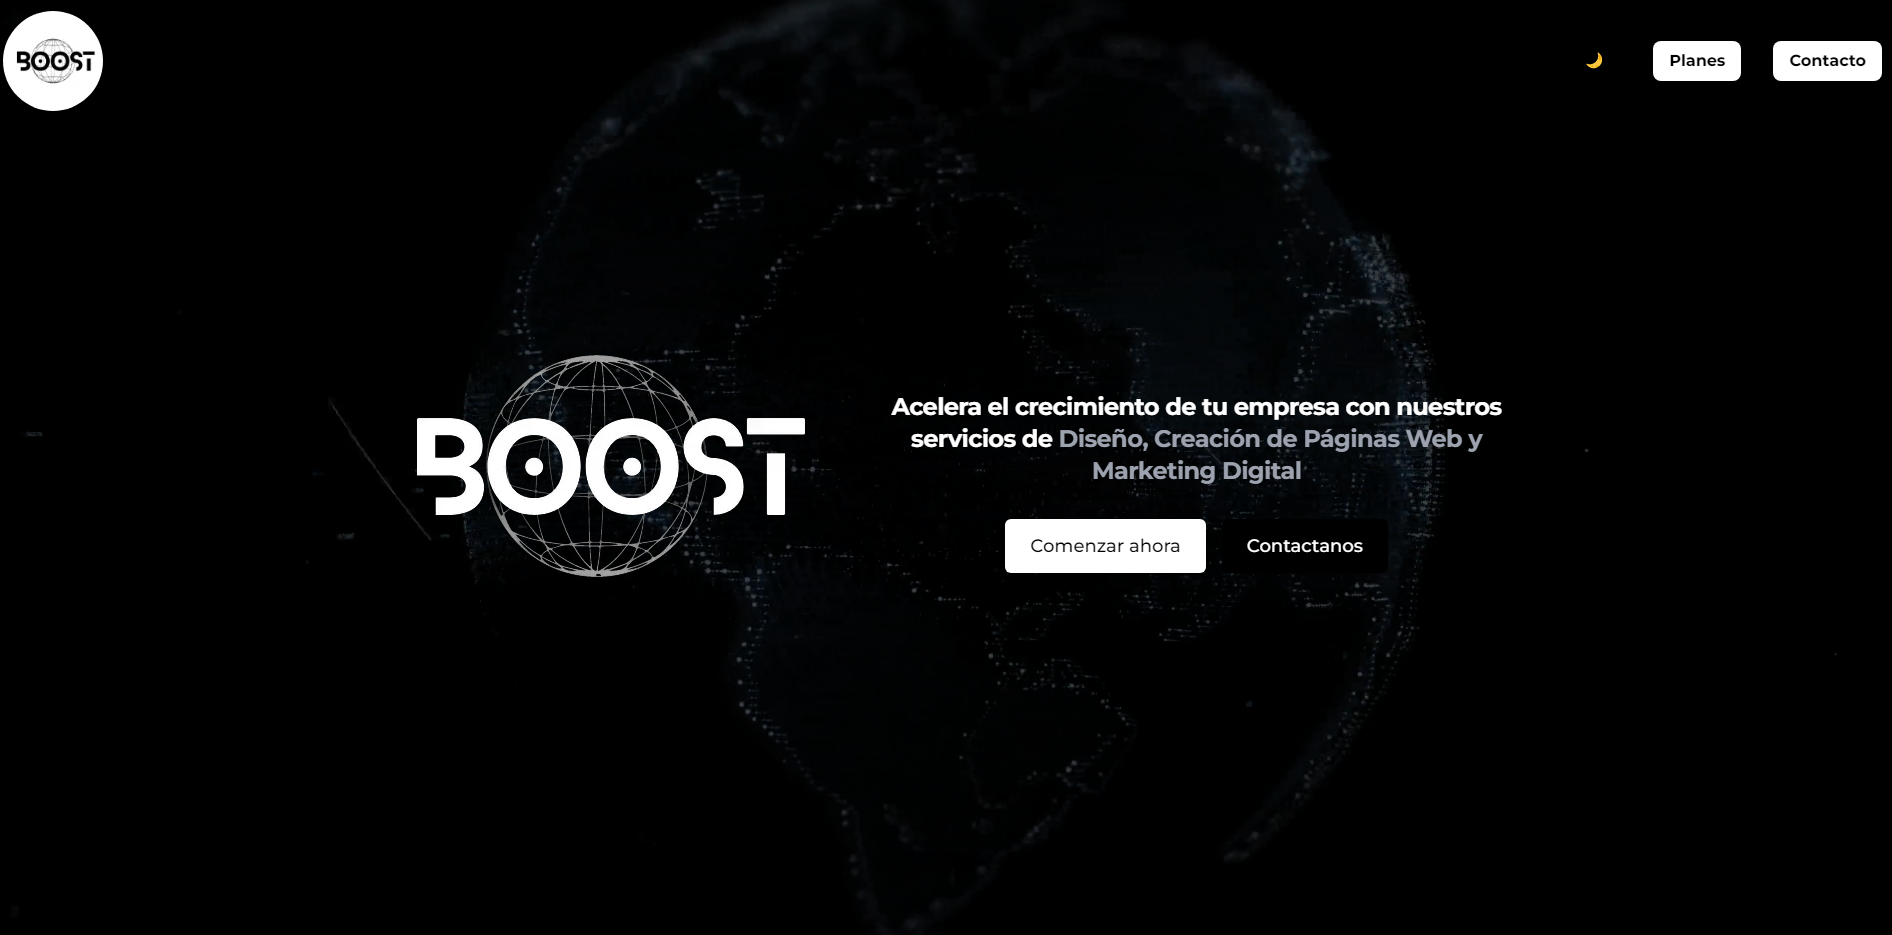 BOOST
Planes
Contacto
BOOST
Acelera el crecimiento de tu empresa con nuestros
servicios de Diseño, Creación de Páginas Web y
Marketing Digital
Comenzar ahora
Contactanos